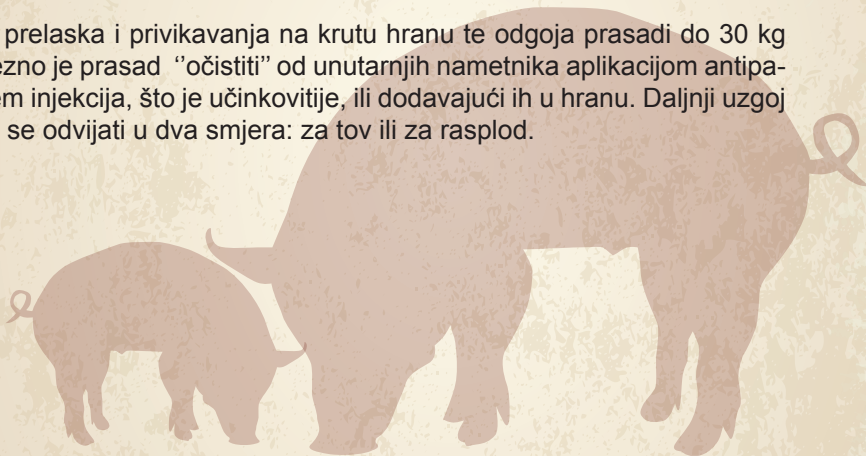 prelaska i privikavanja na krutu hranu te odgoja prasadi do 30 kg
je prasad ‘’očistiti’’ od unutarnjih nametnika aplikacijom antipa-
injekcija, što je učinkovitije, ili dodavajući ih u hranu. Daljnji uzgoj
se odvijati u dva smjera: za tov ili za rasplod.